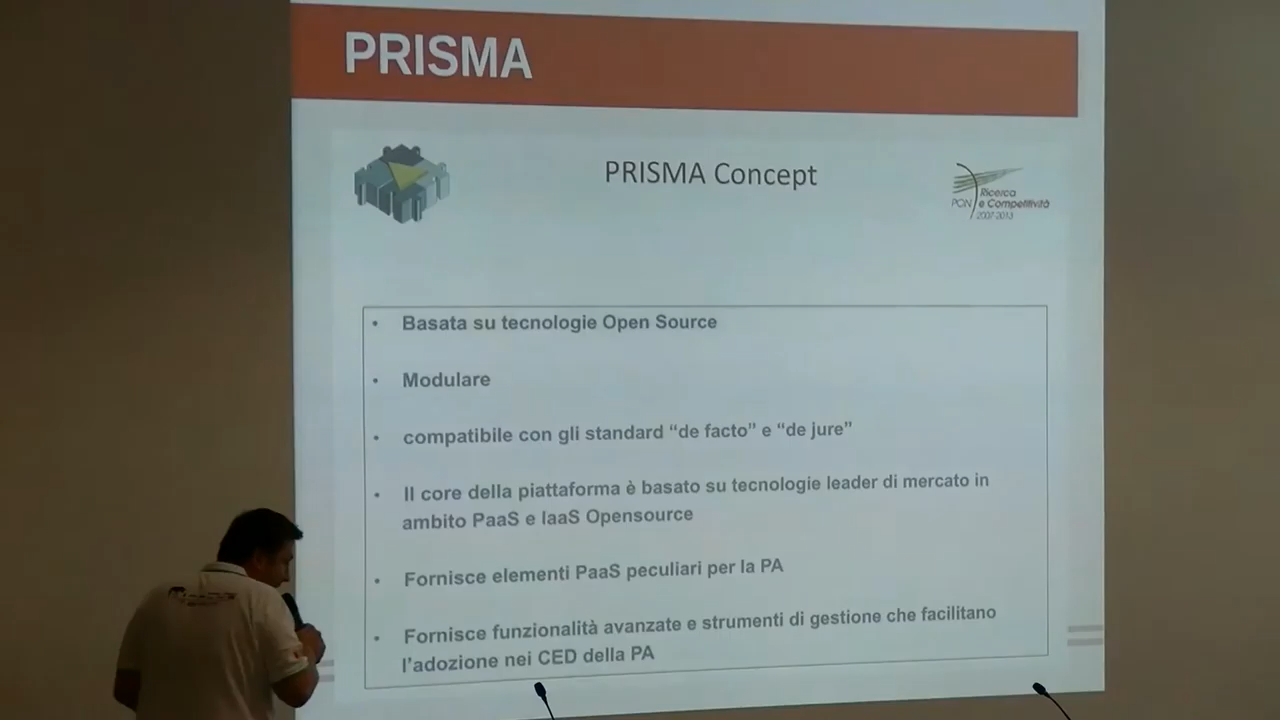 PRISMA
PRISMA Concept
Ricerca
PON e Competitività
2007-2013
• Basata su tecnologie Open Source
• Modulare
• compatibile con gli standard “de facto” e “de jure”
• Il core della piattaforma è basato su tecnologie leader di mercato in
ambito PaaS e IaaS Opensource
• Fornisce elementi PaaS peculiari per la PA
• Fornisce funzionalità avanzate e strumenti di gestione che facilitano
l’adozione nei CED della PA